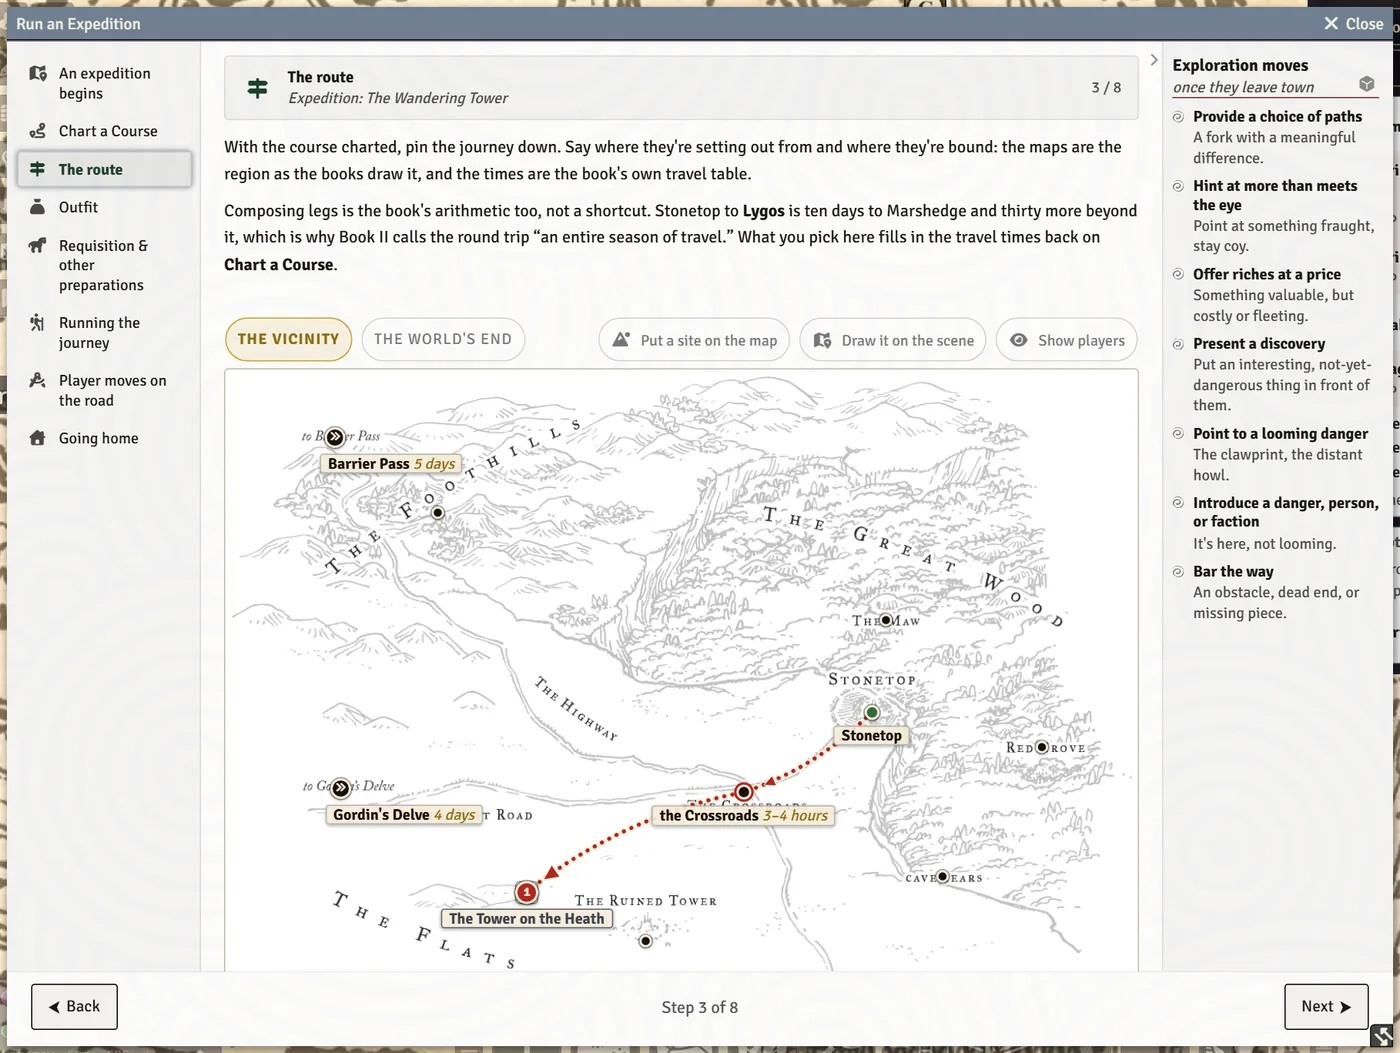 Run an Expedition
Close
An expedition
begins
Chart a Course
The route
Outfit
Requisition &
other
preparations
Running the
journey
Player moves on
the road
Going home
The route
Expedition: The Wandering Tower
3 / 8
With the course charted, pin the journey down. Say where they're setting out from and where they're bound: the maps are the
region as the books draw it, and the times are the book's own travel table.
Composing legs is the book's arithmetic too, not a shortcut. Stonetop to Lygos is ten days to Marshedge and thirty more beyond
it, which is why Book II calls the round trip “an entire season of travel.” What you pick here fills in the travel times back on
Chart a Course.
THE VICINITY
THE WORLD'S END
Put a site on the map
Draw it on the scene
Show players
to B er Pass
Barrier Pass 5 days
THE FOOTHILLS
THE GREAT WOOD
THE MAW
STONETOP
Stonetop
THE HIGHWAY
RED ROVE
to Go 's Delve
Gordin's Delve 4 days
T ROAD
THE CROSSROADS
the Crossroads 3–4 hours
CAVE EARS
1
The Tower on the Heath
THE RUINED TOWER
THE FLATS
Exploration moves
once they leave town
Provide a choice of paths
A fork with a meaningful
difference.
Hint at more than meets
the eye
Point at something fraught,
stay coy.
Offer riches at a price
Something valuable, but
costly or fleeting.
Present a discovery
Put an interesting, not-yet-
dangerous thing in front of
them.
Point to a looming danger
The clawprint, the distant
howl.
Introduce a danger, person,
or faction
It's here, not looming.
Bar the way
An obstacle, dead end, or
missing piece.
Back
Step 3 of 8
Next